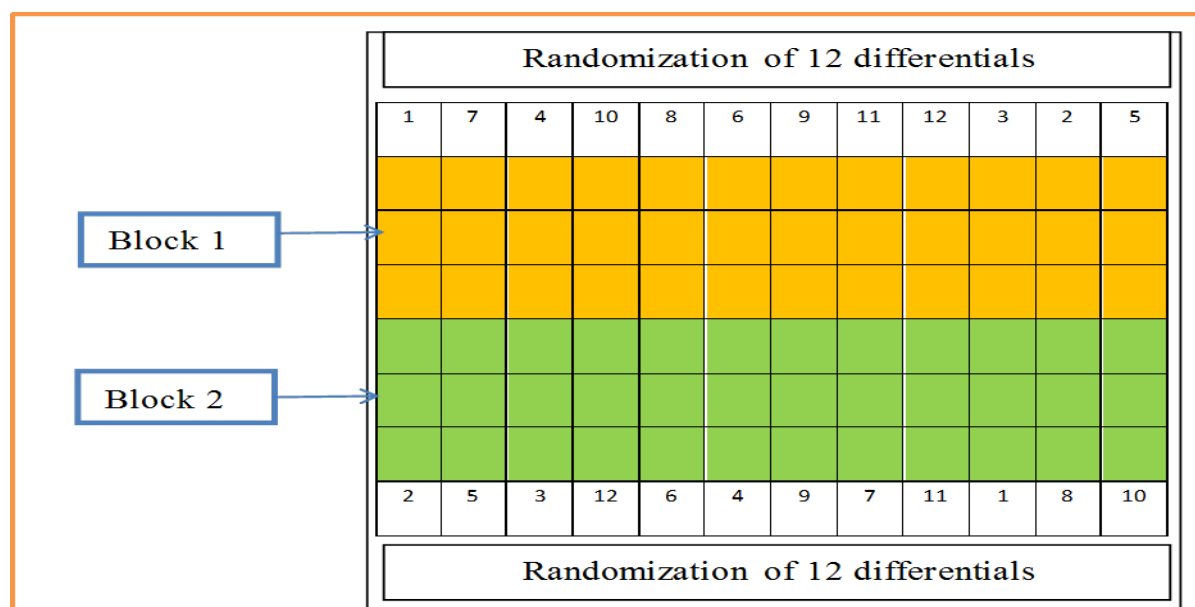 Randomization of 12 differentials
1 7 4 10 8 6 9 11 12 3 2 5
Block 1
Block 2
2 5 3 12 6 4 9 7 11 1 8 10
Randomization of 12 differentials